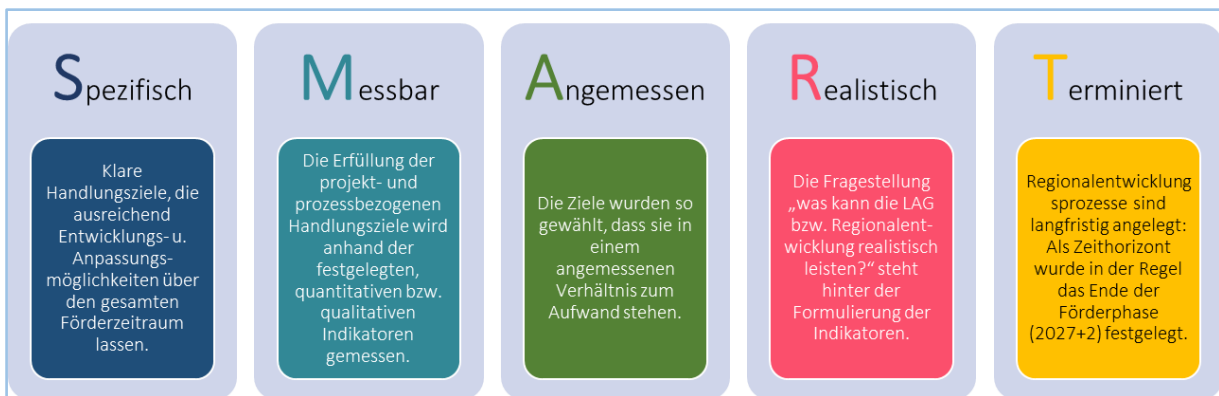 Spezifisch
Klare
Handlungsziele, die
ausreichend
Entwicklungs- u.
Anpassungs-
möglichkeiten über
den gesamten
Förderzeitraum
lassen.
Messbar
Die Erfüllung der
projekt- und
prozessbezogenen
Handlungsziele wird
anhand der
festgelegten,
quantitativen bzw.
qualitativen
Indikatoren
gemessen.
Angemessen
Die Ziele wurden so
gewählt, dass sie in
einem
angemessenen
Verhältnis zum
Aufwand stehen.
Realistisch
Die Fragestellung
„was kann die LAG
bzw. Regionalent-
wicklung realistisch
leisten?“ steht
hinter der
Formulierung der
Indikatoren.
Terminiert
Regionalentwicklung
sprozesse sind
langfristig angelegt:
Als Zeithorizont
wurde in der Regel
das Ende der
Förderphase
(2027+2) festgelegt.